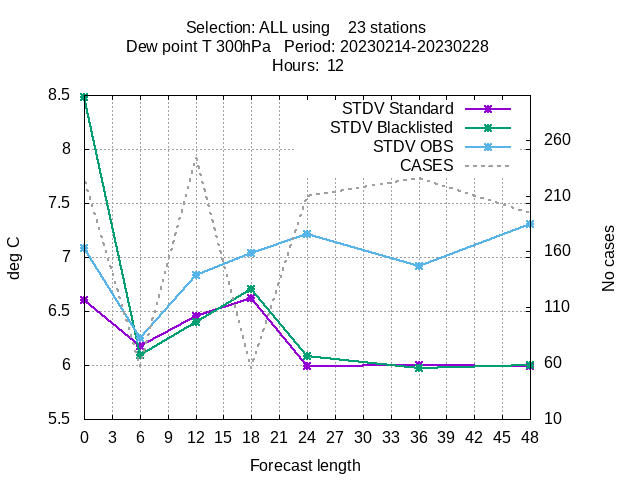 Selection: ALL using 23 stations
Dew point T 300hPa Period: 20230214-20230228
Hours: 12
STDV Standard
STDV Blacklisted
STDV OBS
CASES
8.5
8
7.5
7
6.5
6
5.5
260
210
160
110
60
10
deg C
No cases
0 3 6 9 12 15 18 21 24 27 30 33 36 39 42 45 48
Forecast length